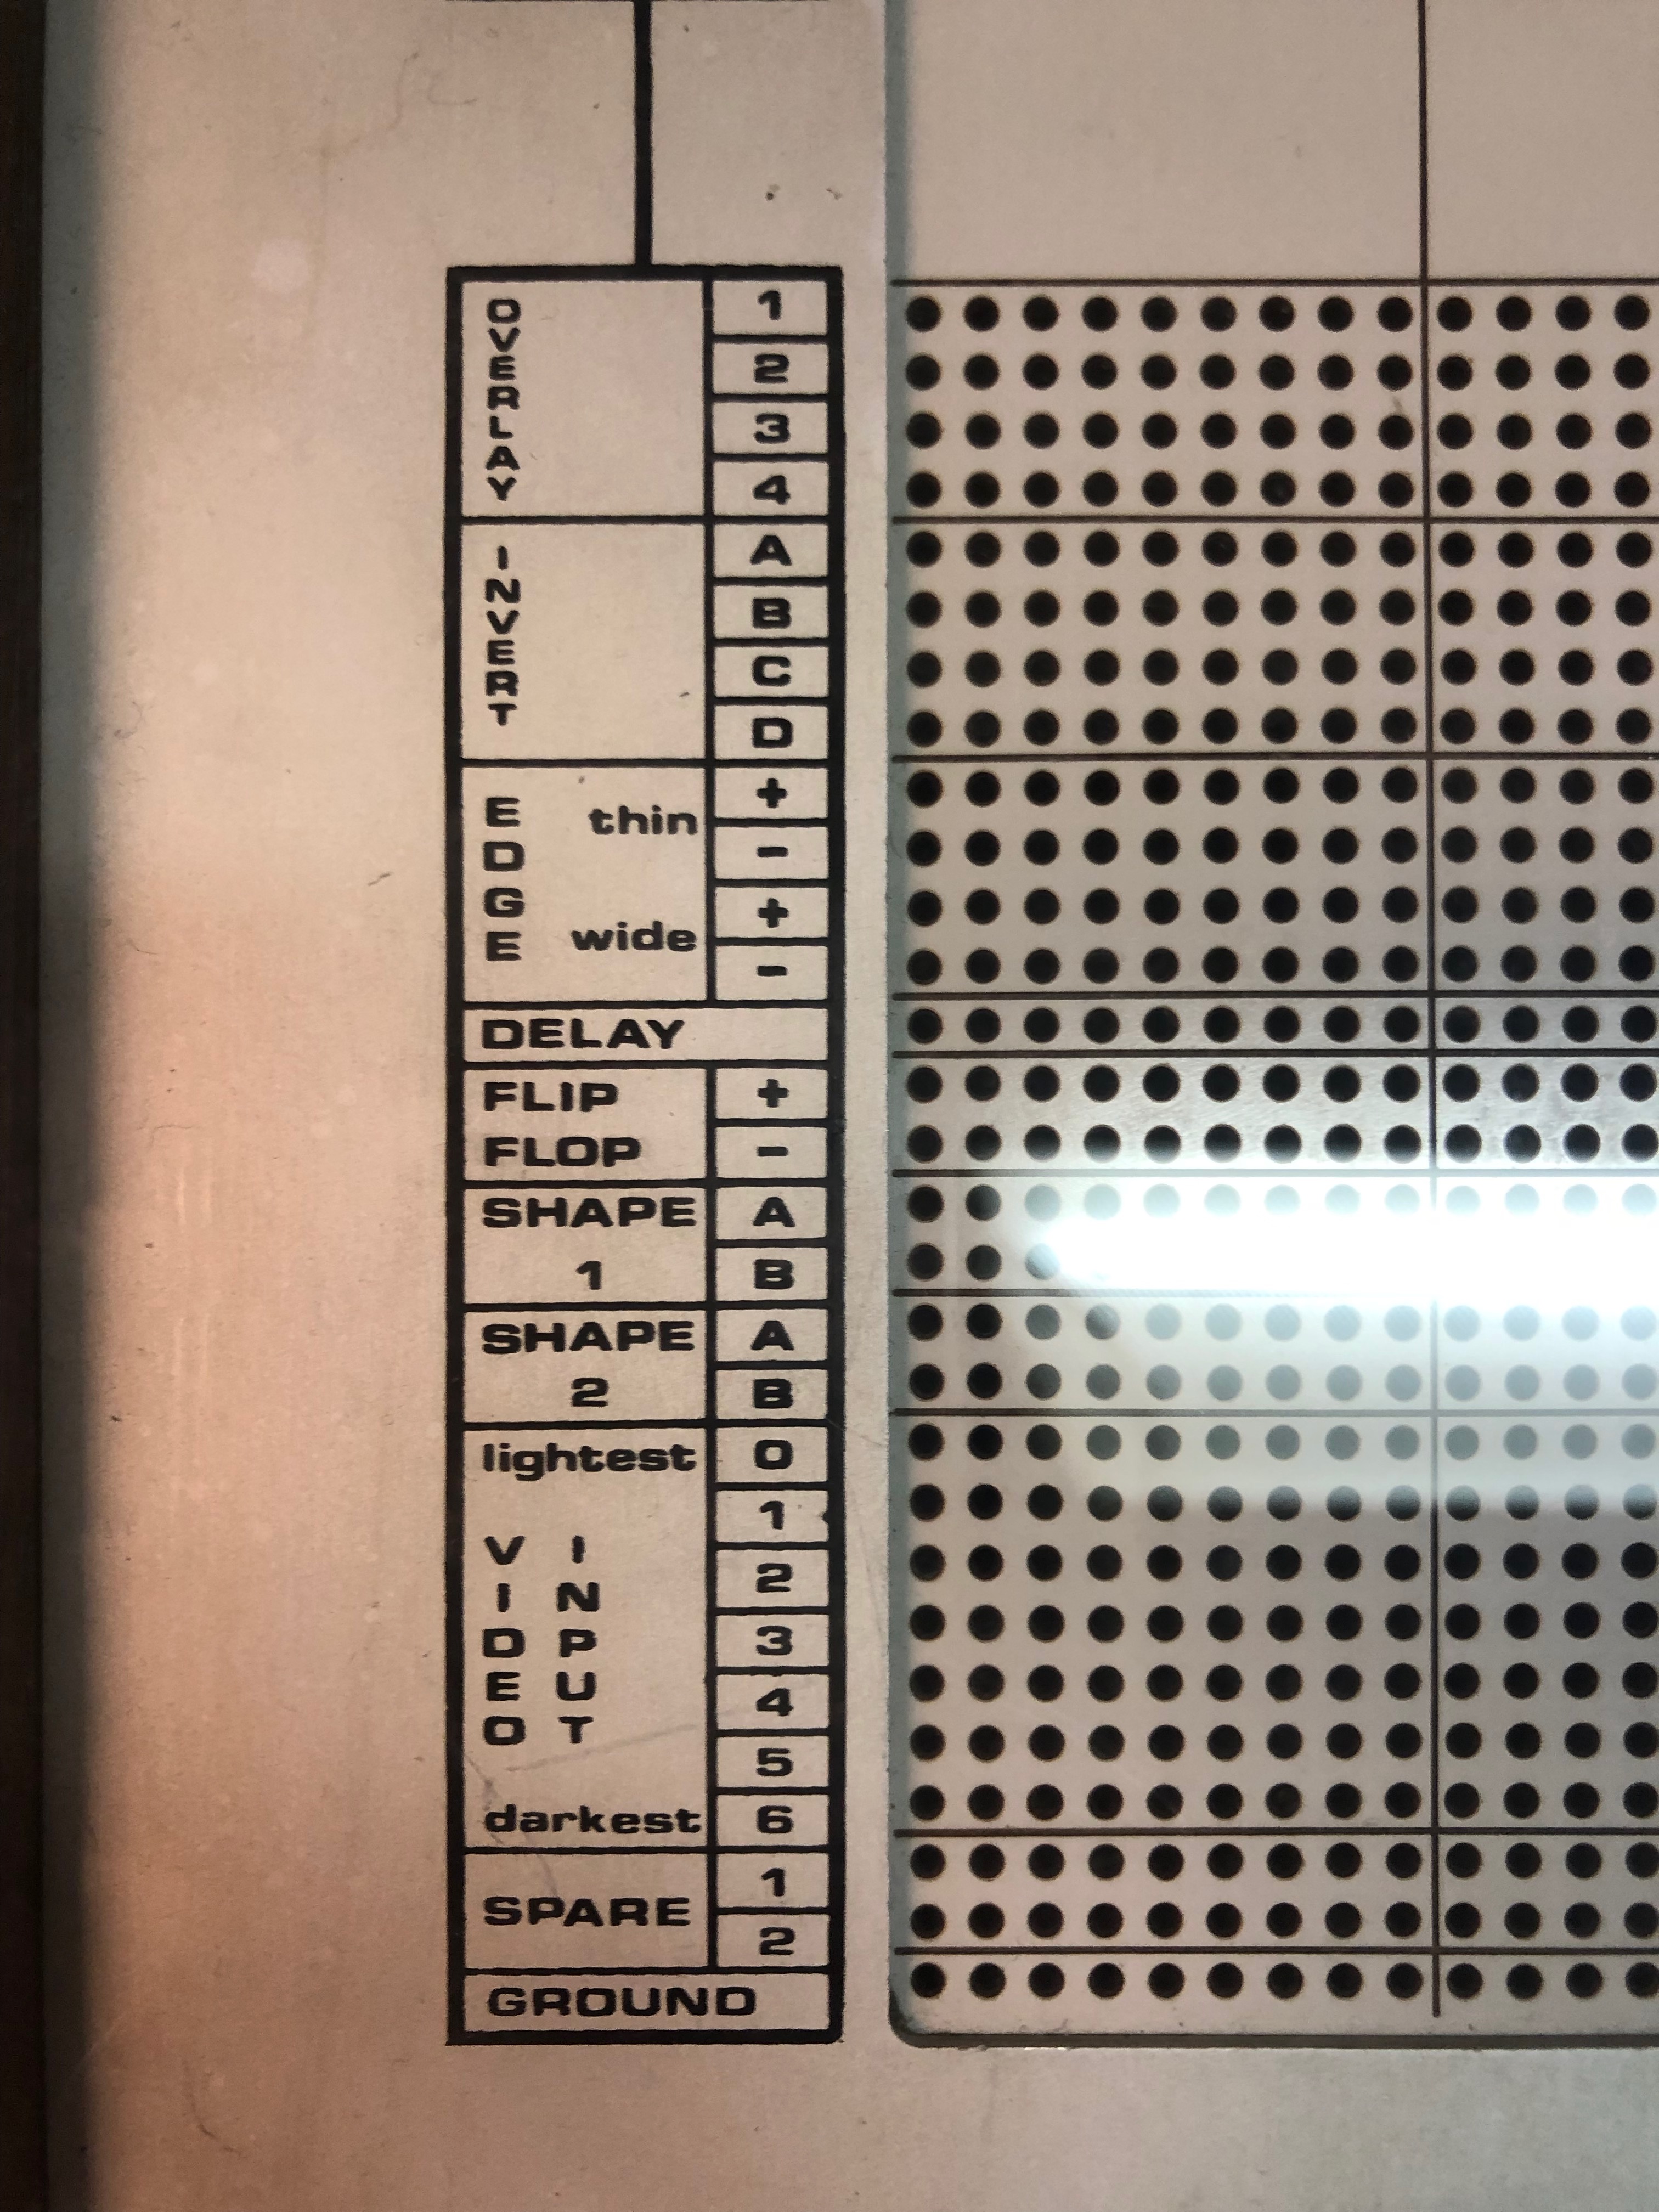 OVERLAY
1
2
3
4
INVERT
A
B
C
D
EDGE
thin
+
-
wide
+
-
DELAY
FLIP +
FLOP -
SHAPE A
1 B
SHAPE A
2 B
lightest 0
VIDEO INPUT
1
2
3
4
5
darkest 6
SPARE
1
2
GROUND